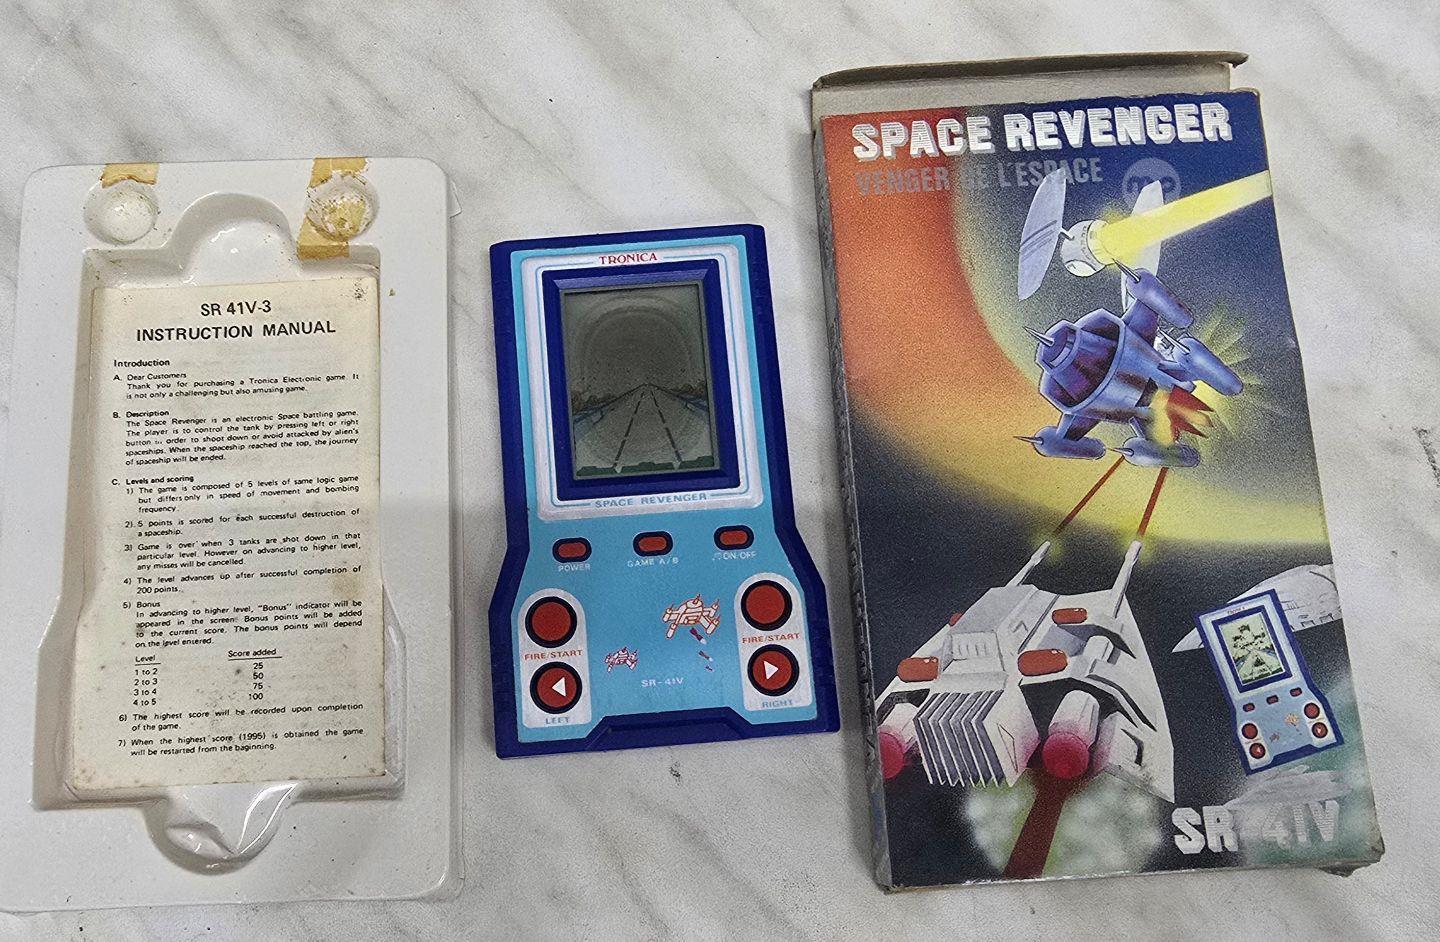 SR 41V-3
INSTRUCTION MANUAL
Introduction
A. Dear Customers
Thank you for purchasing a Tronica Electronic game. It
is not only a challenging but also amusing game.
B. Description
The Space Revenger is an electronic Space battling game.
The player is to control the tank by pressing left or right
button in order to shoot down or avoid attacked by alien's
spaceships. When the spaceship reached the top, the journey
of spaceship will be ended.
C. Levels and scoring
1) The game is composed of 5 levels of same logic game
but differs only in speed of movement and bombing
frequency.
2) 5 points is scored for each successful destruction of
a spaceship.
3) Game is over when 3 tanks are shot down in that
particular level. However on advancing to higher level,
any misses will be cancelled.
4) The level advances up after successful completion of
200 points.
5) Bonus
In advancing to higher level, "Bonus" indicator will be
appeared in the screen. Bonus points will be added
to the current score. The bonus points will depend
on the level entered.
Level Score added
1 to 2 25
2 to 3 50
3 to 4 75
4 to 5 100
6) The highest score will be recorded upon completion
of the game.
7) When the highest score (1995) is obtained the game
will be restarted from the baginning.
TRONICA
SPACE REVENGER
POWER
GAME A/B
ON-OFF
FIRE/START
FIRE/START
SR-41V
LEFT
RIGHT
SPACE REVENGER
VENGER DE L'ESPACE
SR-41V